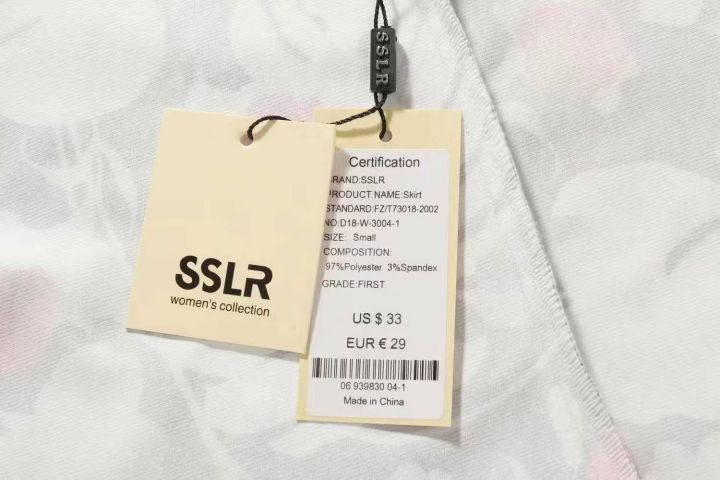 SSLR
SSLR
women's collection
Certification
BRAND:SSLR
PRODUCT NAME:Skirt
STANDARD:FZ/T73018-2002
NO:D18-W-3004-1
SIZE: Small
COMPOSITION:
97%Polyester 3%Spandex
GRADE:FIRST
US $ 33
EUR € 29
06 939830 04-1
Made in China